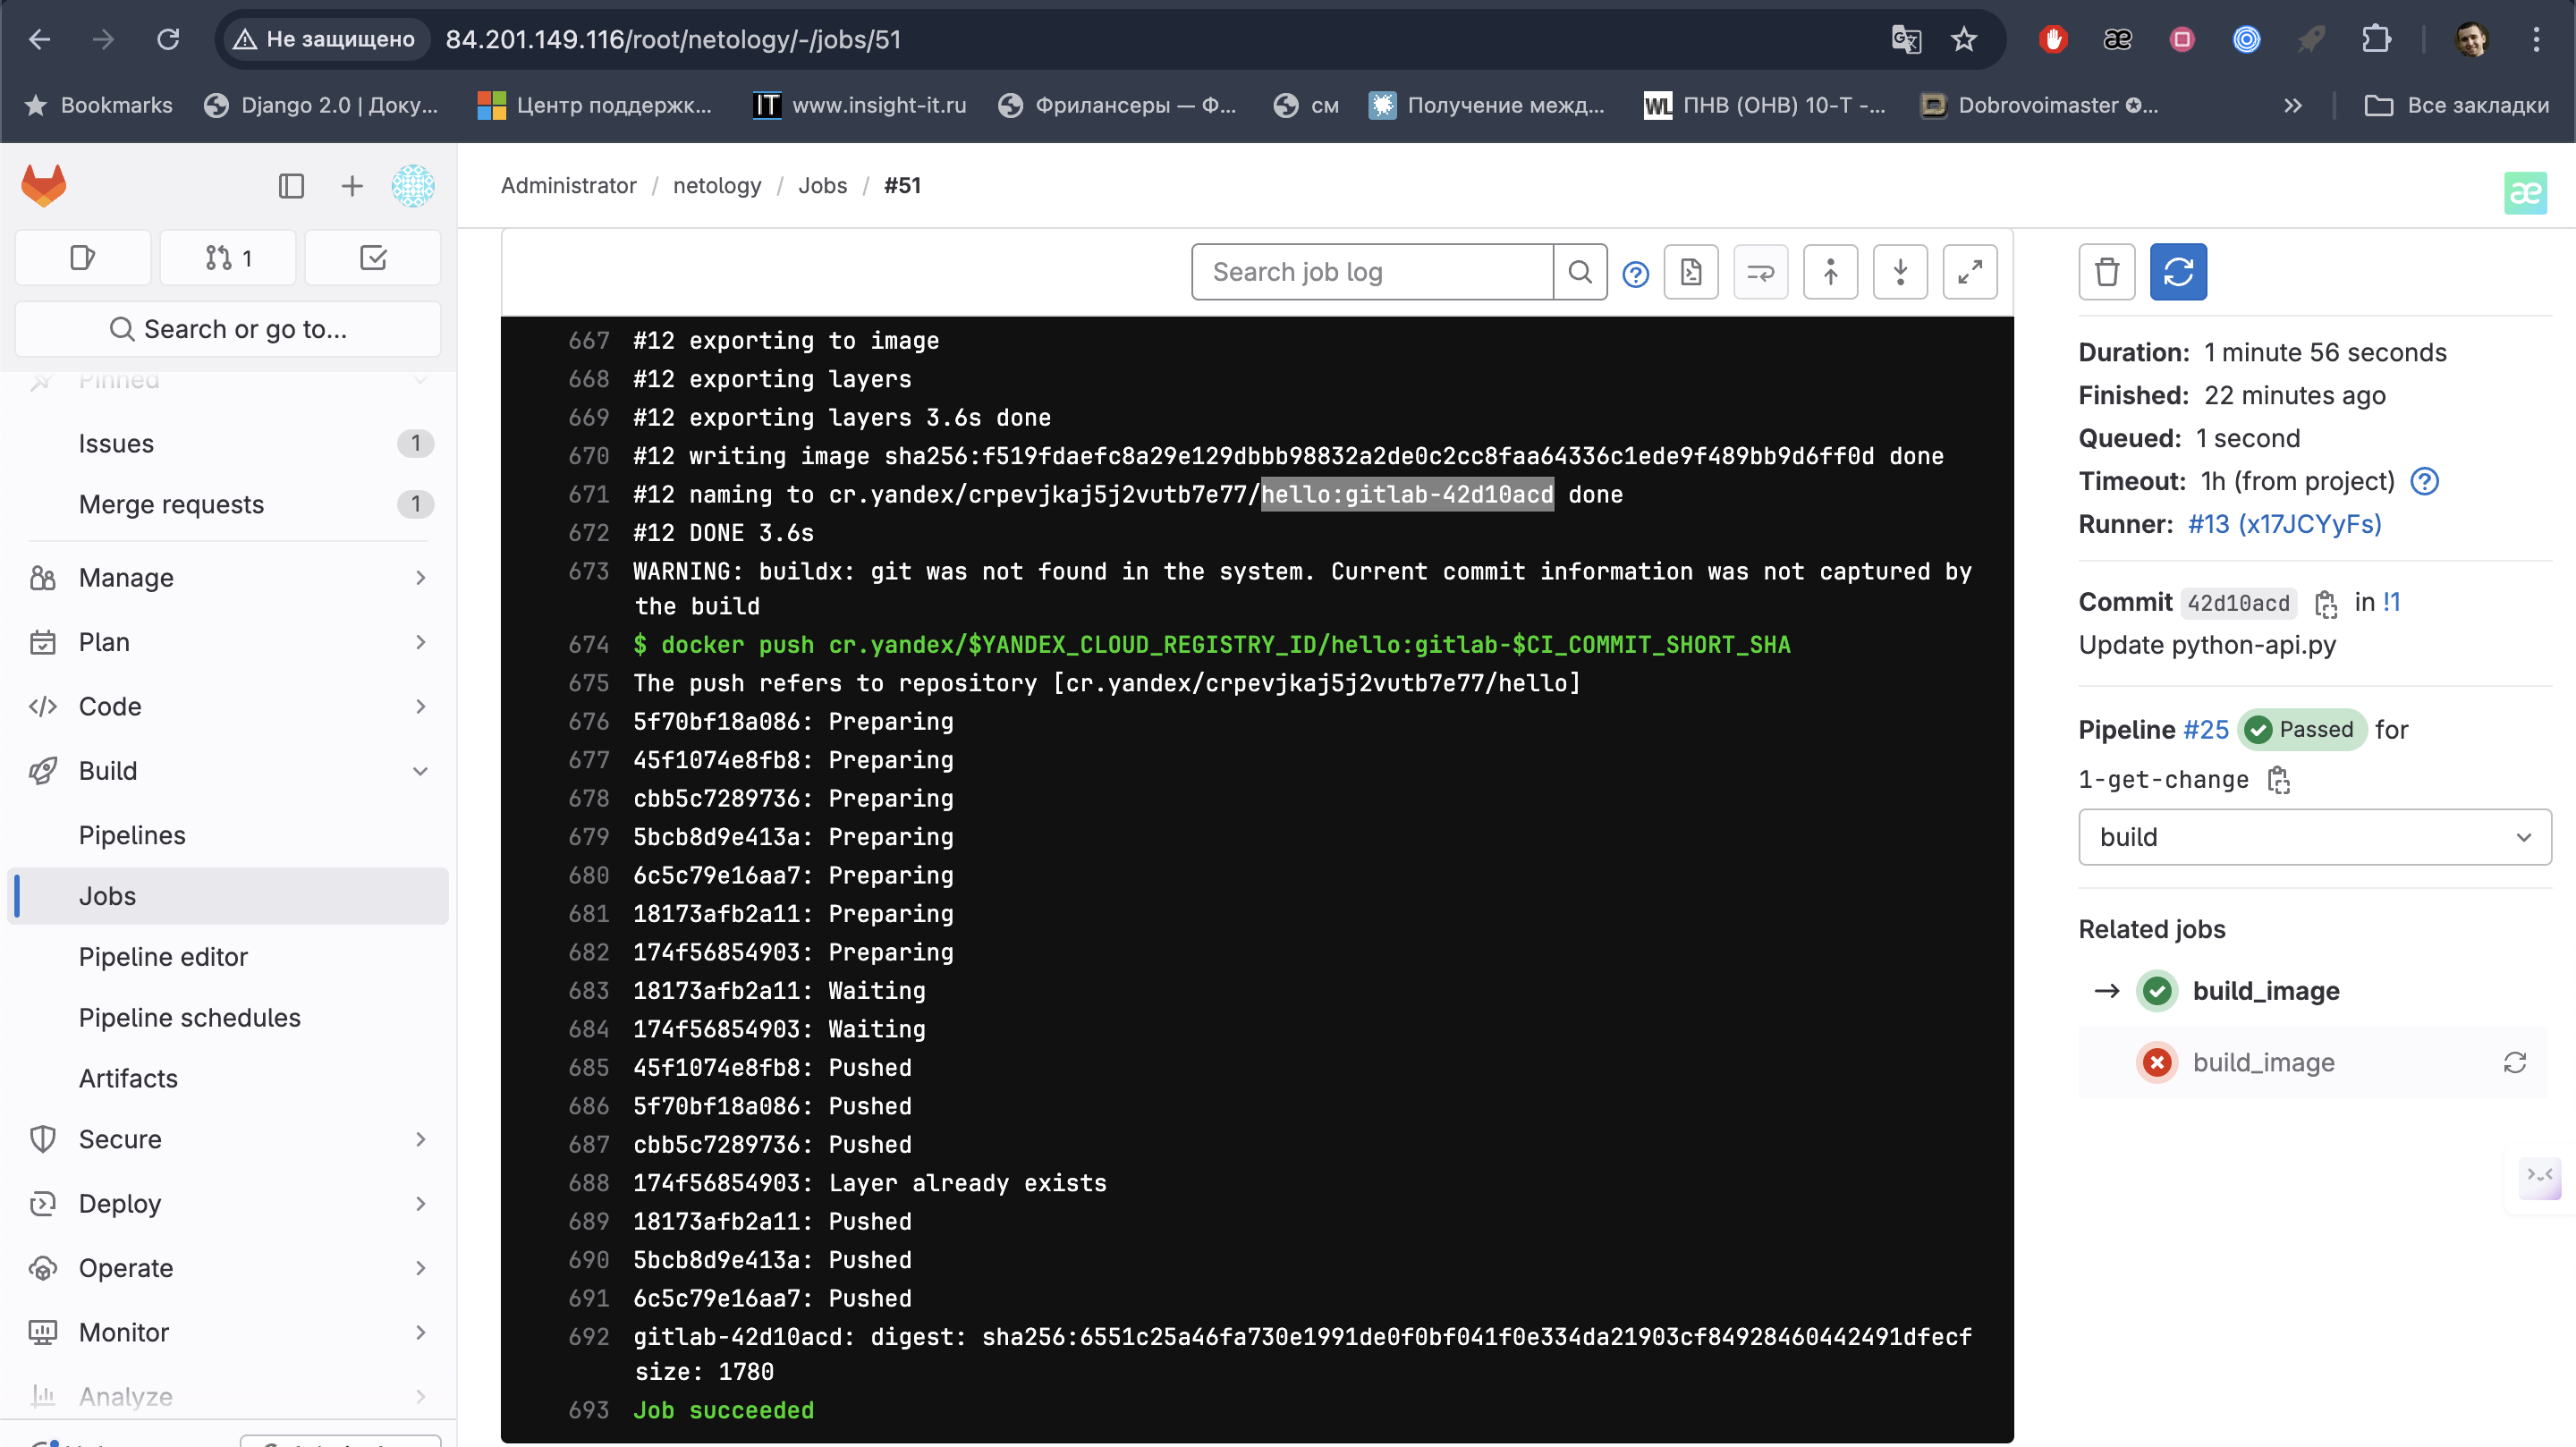 Не защищено
84.201.149.116/root/netology/-/jobs/51
Bookmarks
Django 2.0 | Доку...
Центр поддержк...
IT www.insight-it.ru
Фрилансеры — Ф...
см
Получение межд...
WL ПНВ (ОНВ) 10-Т -...
Dobrovoimaster ✪...
»
Все закладки
Administrator / netology / Jobs / #51
æ
1
Search or go to...
Pinned
Issues 1
Merge requests 1
Manage
Plan
Code
Build
Pipelines
Jobs
Pipeline editor
Pipeline schedules
Artifacts
Secure
Deploy
Operate
Monitor
Analyze
Search job log
667 #12 exporting to image
668 #12 exporting layers
669 #12 exporting layers 3.6s done
670 #12 writing image sha256:f519fdaefc8a29e129dbbb98832a2de0c2cc8faa64336c1ede9f489bb9d6ff0d done
671 #12 naming to cr.yandex/crpevjkaj5j2vutb7e77/hello:gitlab-42d10acd done
672 #12 DONE 3.6s
673 WARNING: buildx: git was not found in the system. Current commit information was not captured by
the build
674 $ docker push cr.yandex/$YANDEX_CLOUD_REGISTRY_ID/hello:gitlab-$CI_COMMIT_SHORT_SHA
675 The push refers to repository [cr.yandex/crpevjkaj5j2vutb7e77/hello]
676 5f70bf18a086: Preparing
677 45f1074e8fb8: Preparing
678 cbb5c7289736: Preparing
679 5bcb8d9e413a: Preparing
680 6c5c79e16aa7: Preparing
681 18173afb2a11: Preparing
682 174f56854903: Preparing
683 18173afb2a11: Waiting
684 174f56854903: Waiting
685 45f1074e8fb8: Pushed
686 5f70bf18a086: Pushed
687 cbb5c7289736: Pushed
688 174f56854903: Layer already exists
689 18173afb2a11: Pushed
690 5bcb8d9e413a: Pushed
691 6c5c79e16aa7: Pushed
692 gitlab-42d10acd: digest: sha256:6551c25a46fa730e1991de0f0bf041f0e334da21903cf84928460442491dfecf
size: 1780
693 Job succeeded
Duration: 1 minute 56 seconds
Finished: 22 minutes ago
Queued: 1 second
Timeout: 1h (from project)
Runner: #13 (x17JCYyFs)
Commit 42d10acd in !1
Update python-api.py
Pipeline #25 Passed for
1-get-change
build
Related jobs
build_image
build_image